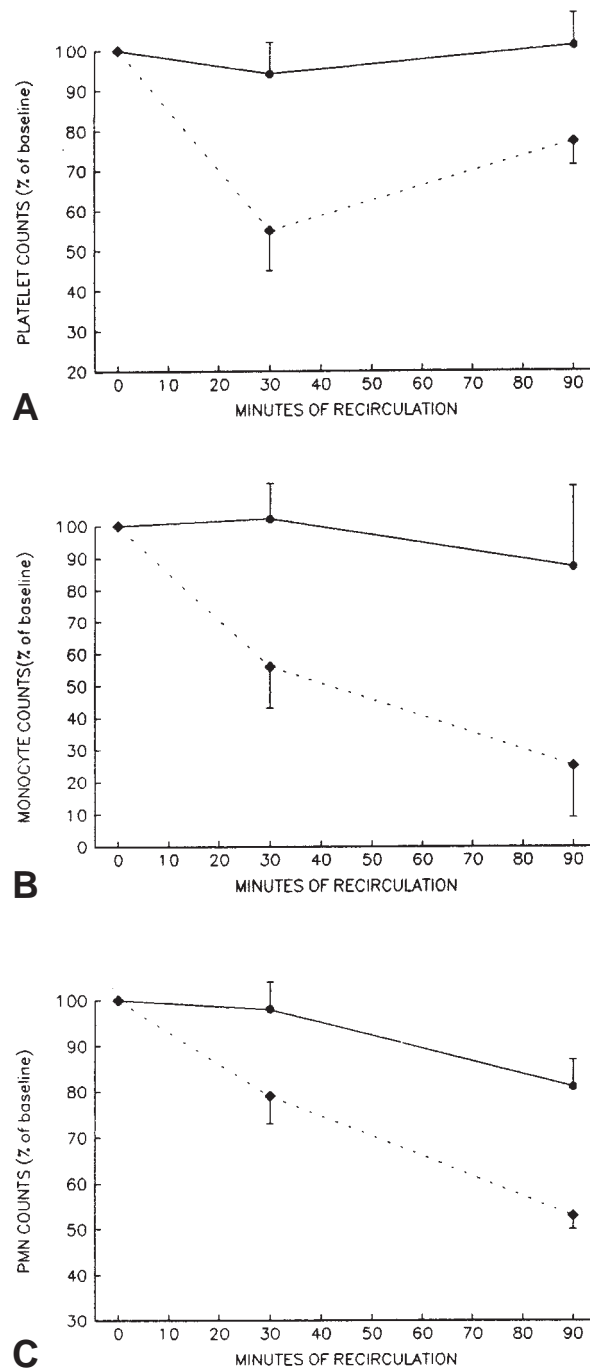 PLATELET COUNTS (% of baseline)
100
90
80
70
60
50
40
30
20
0 10 20 30 40 50 60 70 80 90
MINUTES OF RECIRCULATION
A
MONOCYTE COUNTS(% of baseline)
100
90
80
70
60
50
40
30
20
10
0
0 10 20 30 40 50 60 70 80 90
MINUTES OF RECIRCULATION
B
PMN COUNTS (% of baseline)
100
90
80
70
60
50
40
30
0 10 20 30 40 50 60 70 80 90
MINUTES OF RECIRCULATION
C